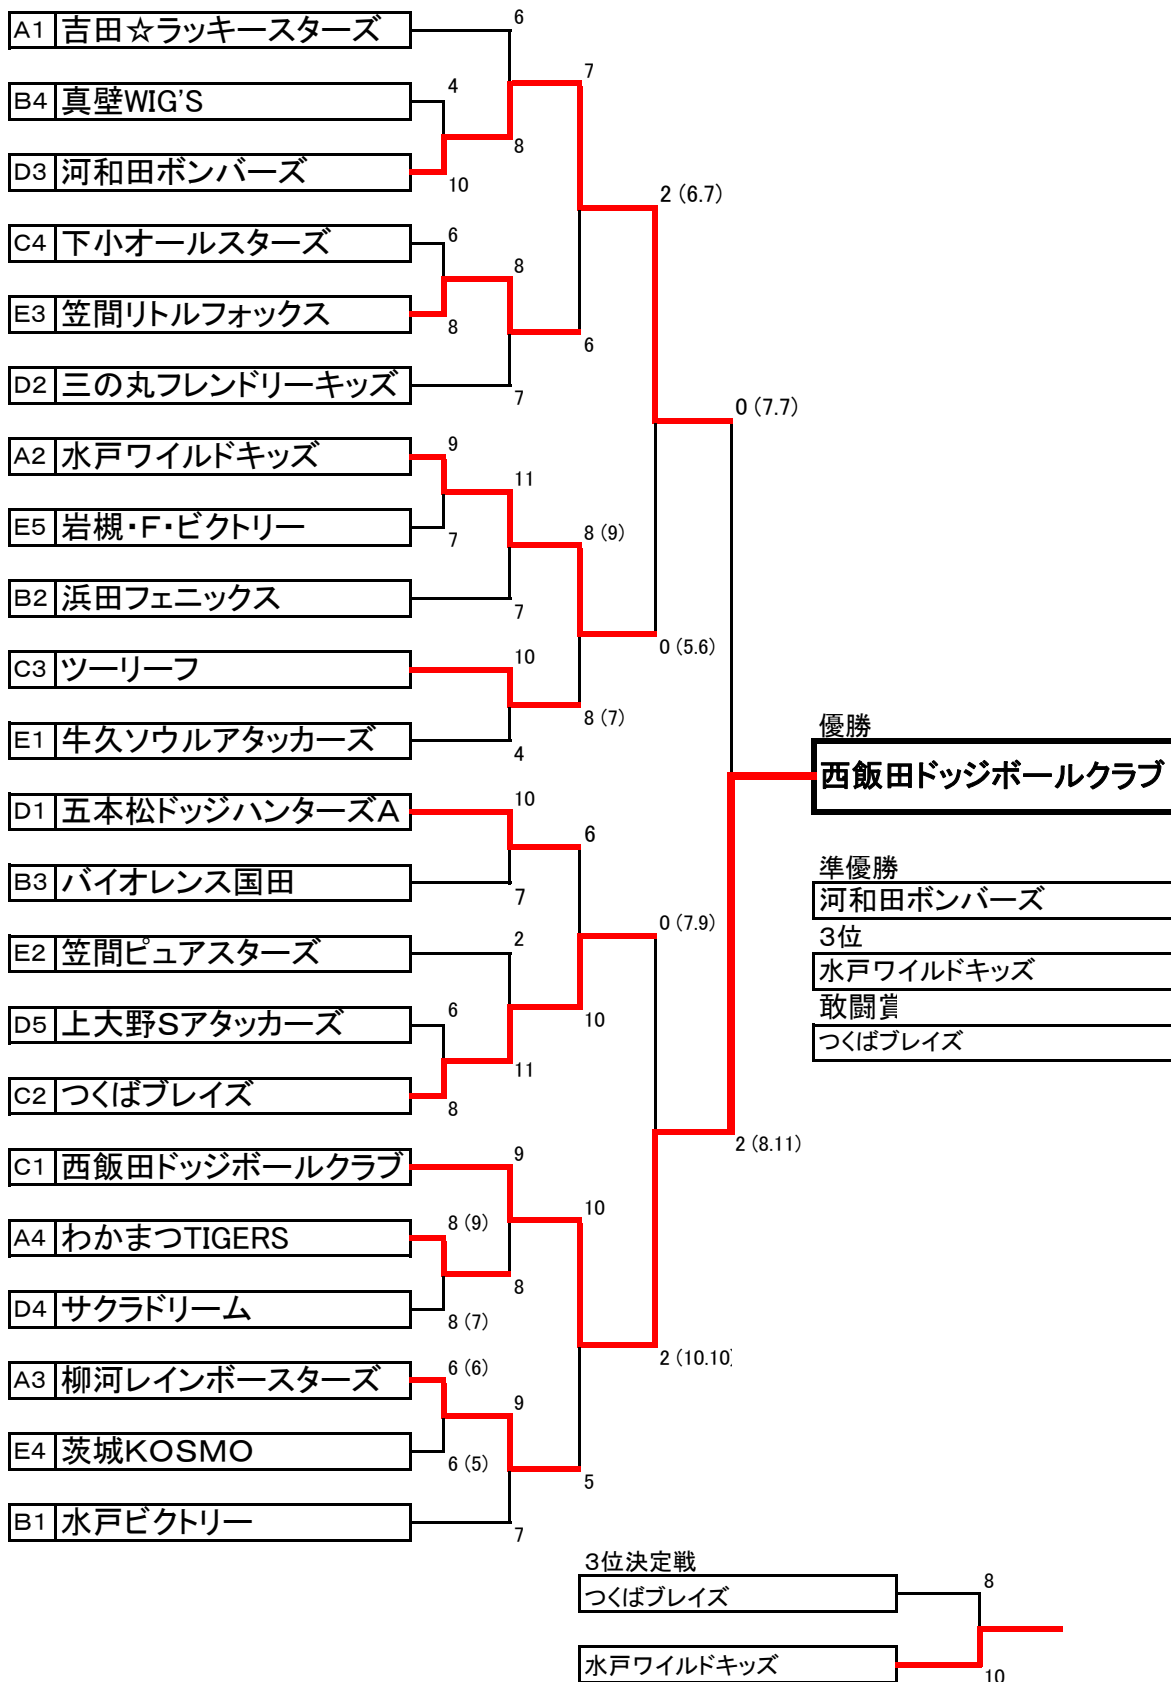 A1 吉田☆ラッキースターズ 6
7
B4 真壁WIG'S 4
8
D3 河和田ボンバーズ 10
2 (6.7)
C4 下小オールスターズ 6
8
E3 笠間リトルフォックス 8
6
D2 三の丸フレンドリーキッズ 7
0 (7.7)
A2 水戸ワイルドキッズ 9
11
E5 岩槻・F・ビクトリー 7
8 (9)
B2 浜田フェニックス 7
0 (5.6)
C3 ツーリーフ 10
8 (7)
E1 牛久ソウルアタッカーズ 4
優勝
西飯田ドッジボールクラブ
D1 五本松ドッジハンターズA 10
6
B3 バイオレンス国田 7
準優勝
河和田ボンバーズ
0 (7.9)
E2 笠間ピュアスターズ 2
3位
水戸ワイルドキッズ
敢闘賞
D5 上大野Sアタッカーズ 6
10
つくばブレイズ
11
C2 つくばブレイズ 8
2 (8.11)
C1 西飯田ドッジボールクラブ 9
10
A4 わかまつTIGERS 8 (9)
8
D4 サクラドリーム 8 (7)
2 (10.10)
A3 柳河レインボースターズ 6 (6)
9
E4 茨城KOSMO 6 (5)
5
B1 水戸ビクトリー 7
3位決定戦
つくばブレイズ 8
水戸ワイルドキッズ 10